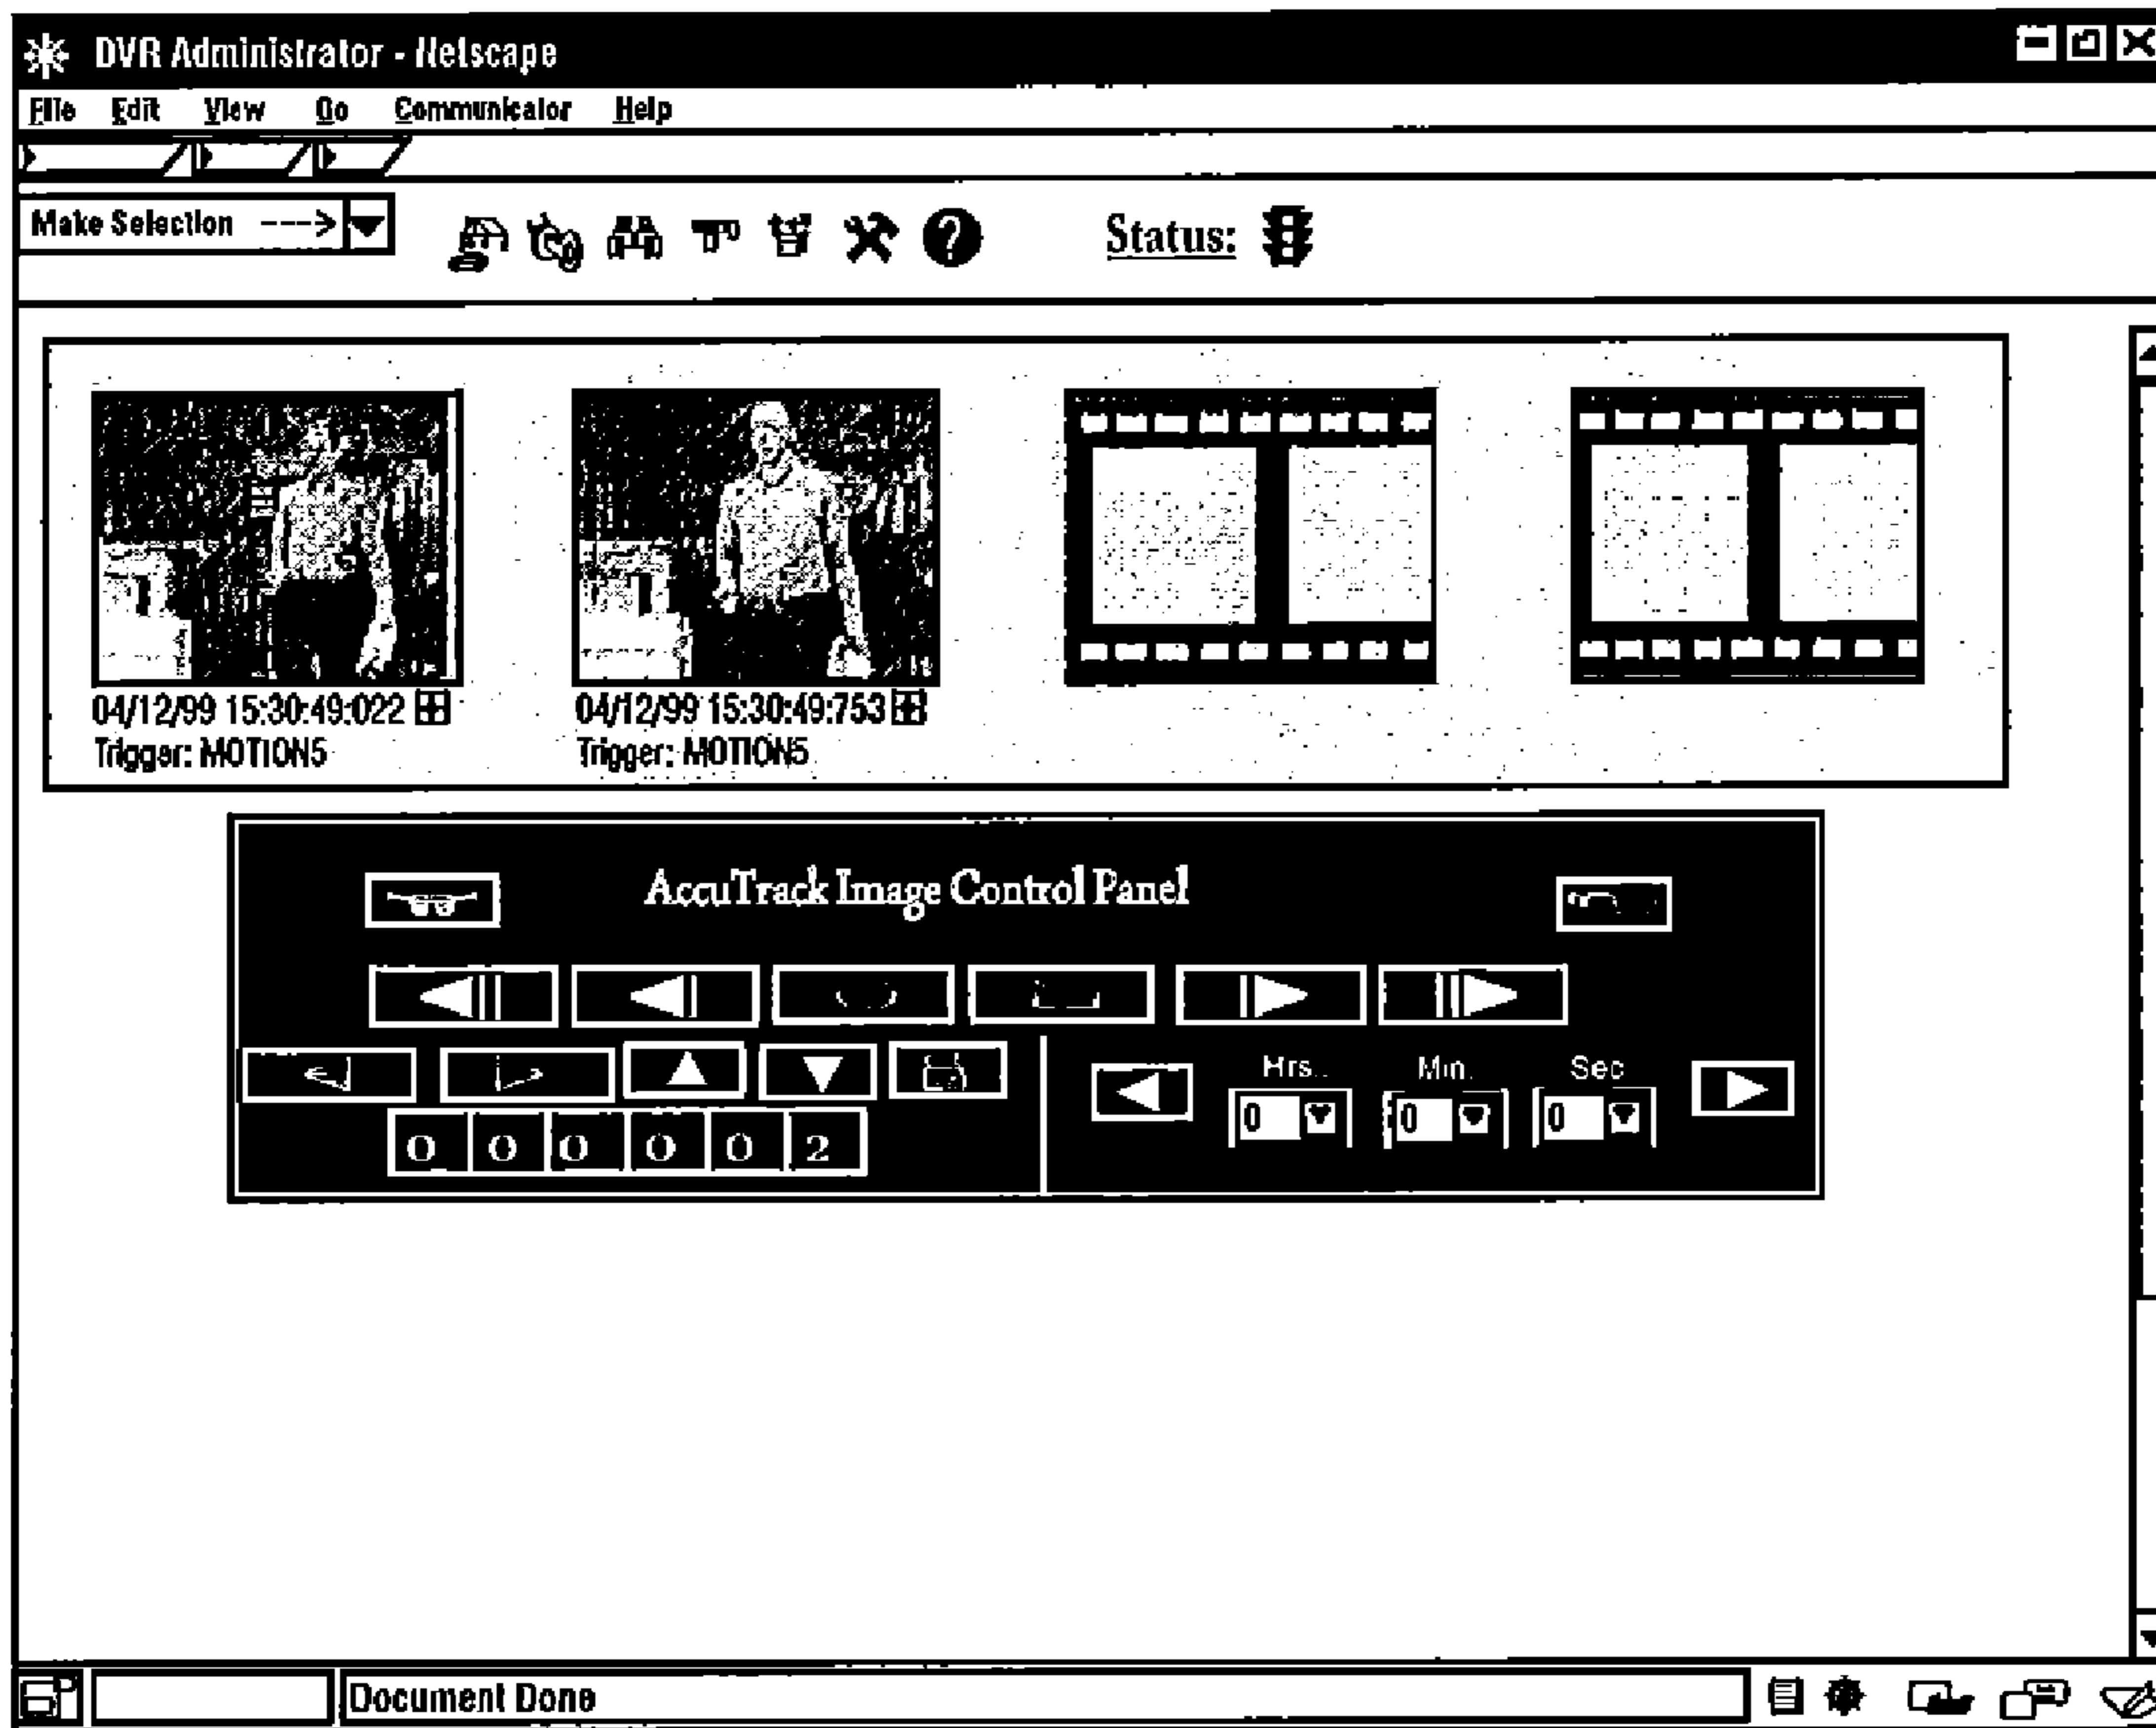 DVR Administrator - Netscape
File Edit View Go Communicator Help
Make Selection --->
Status:
04/12/99 15:30:49:022
Trigger: MOTION5
04/12/99 15:30:49:753
Trigger: MOTION5
AccuTrack Image Control Panel
Hrs. Min. Sec
0 0 0
0 0 0 0 0 2
Document Done